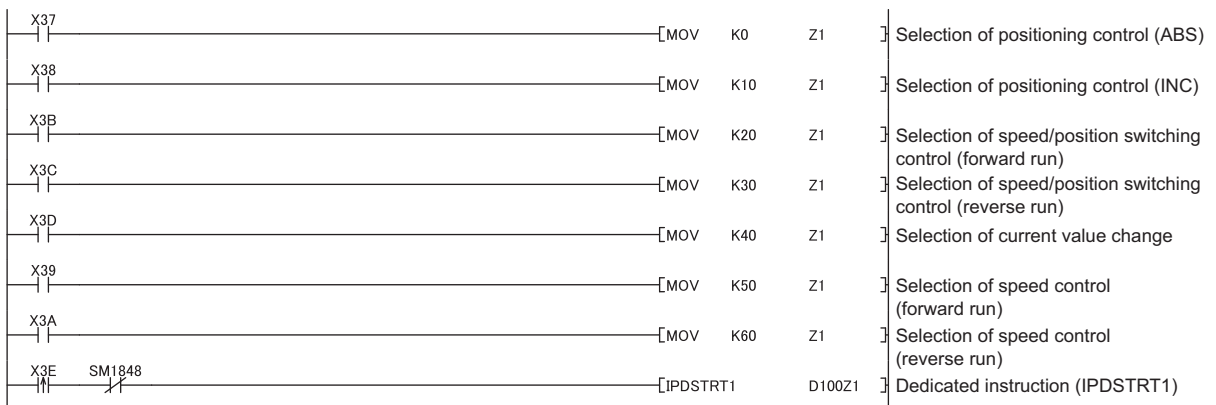 X37
[MOV K0 Z1 ] Selection of positioning control (ABS)
X38
[MOV K10 Z1 ] Selection of positioning control (INC)
X3B
[MOV K20 Z1 ] Selection of speed/position switching
control (forward run)
X3C
[MOV K30 Z1 ] Selection of speed/position switching
control (reverse run)
X3D
[MOV K40 Z1 ] Selection of current value change
X39
[MOV K50 Z1 ] Selection of speed control
(forward run)
X3A
[MOV K60 Z1 ] Selection of speed control
(reverse run)
X3E SM1848
[IPDSTRT1 D100Z1 ] Dedicated instruction (IPDSTRT1)